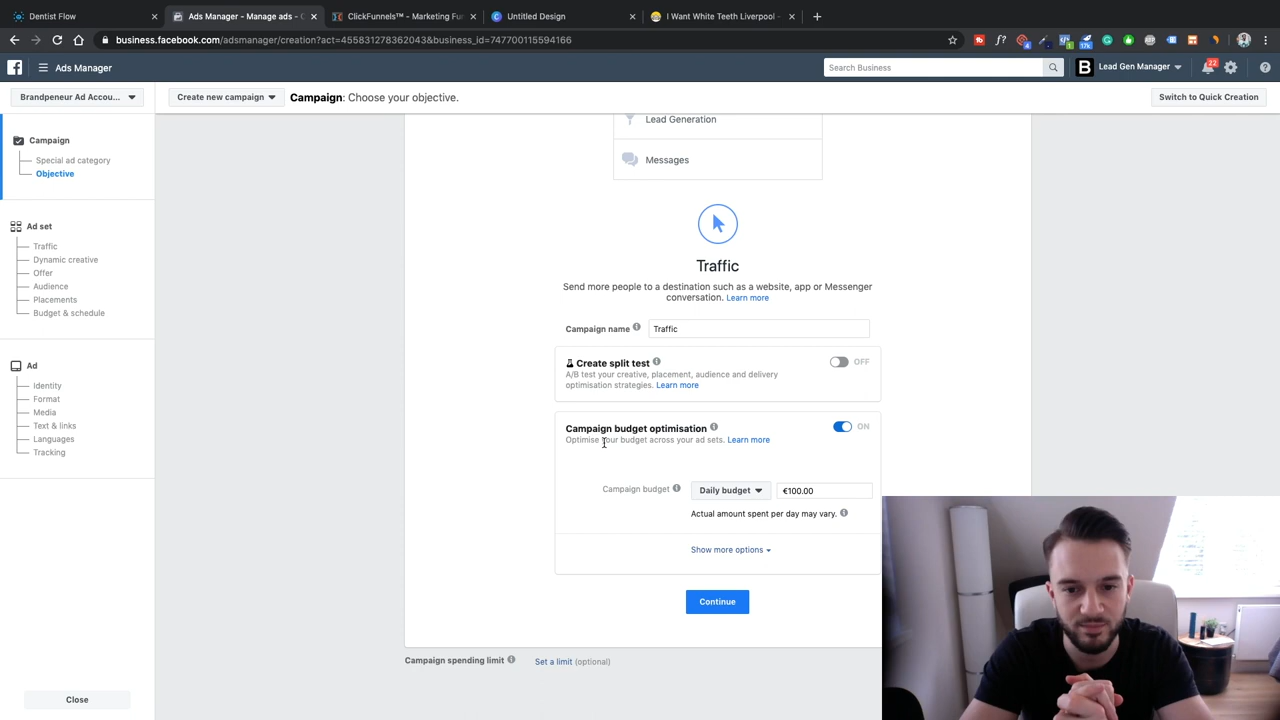 Dentist Flow
Ads Manager - Manage ads - C
ClickFunnels™ - Marketing Fu
Untitled Design
I Want White Teeth Liverpool -
business.facebook.com/adsmanager/creation?act=455831278362043&business_id=747700115594166
Ads Manager
Search Business
Lead Gen Manager
22
Brandpeneur Ad Accou...
Create new campaign
Campaign: Choose your objective.
Switch to Quick Creation
Campaign
Special ad category
Objective
Ad set
Traffic
Dynamic creative
Offer
Audience
Placements
Budget & schedule
Ad
Identity
Format
Media
Text & links
Languages
Tracking
Close
Lead Generation
Messages
Traffic
Send more people to a destination such as a website, app or Messenger
conversation. Learn more
Campaign name
Traffic
Create split test
OFF
A/B test your creative, placement, audience and delivery
optimisation strategies. Learn more
Campaign budget optimisation
ON
Optimise your budget across your ad sets. Learn more
Campaign budget
Daily budget
€100.00
Actual amount spent per day may vary.
Show more options
Continue
Campaign spending limit
Set a limit (optional)